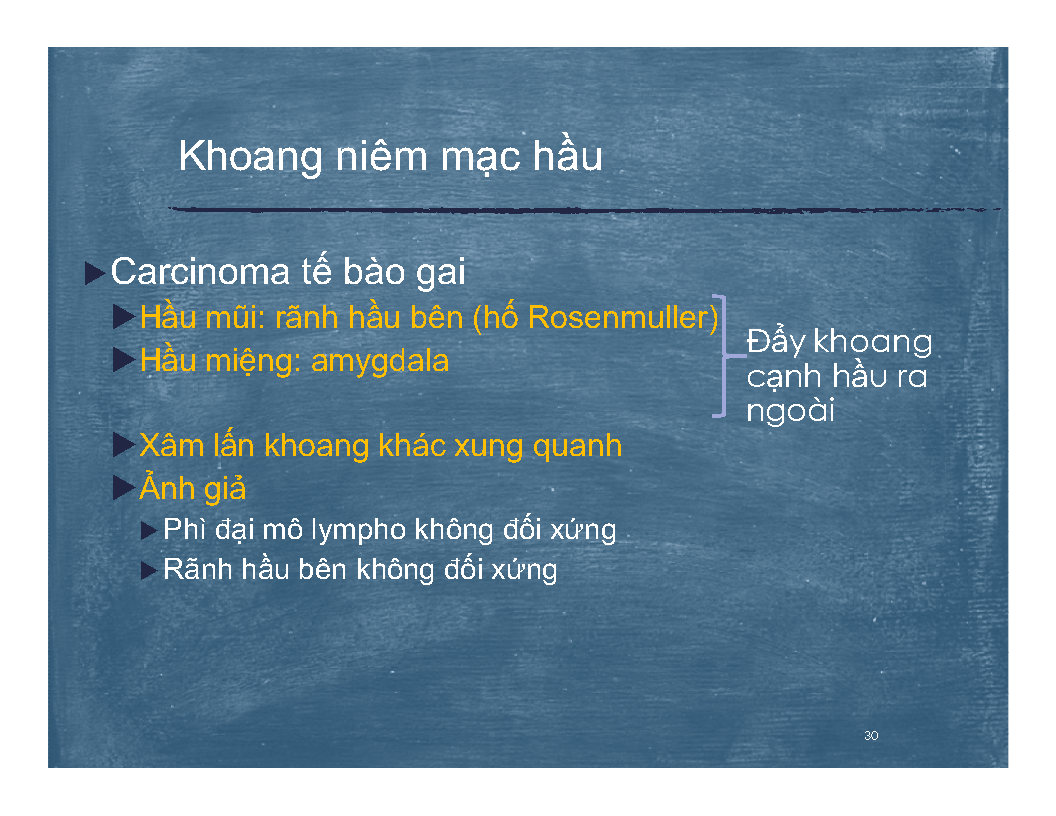 Khoang niêm mạc hầu
Carcinoma tế bào gai
Hầu mũi: rãnh hầu bên (hố Rosenmuller)
Hầu miệng: amygdala
Đẩy khoang
cạnh hầu ra
ngoài
Xâm lấn khoang khác xung quanh
Ảnh giả
Phì đại mô lympho không đối xứng
Rãnh hầu bên không đối xứng
30